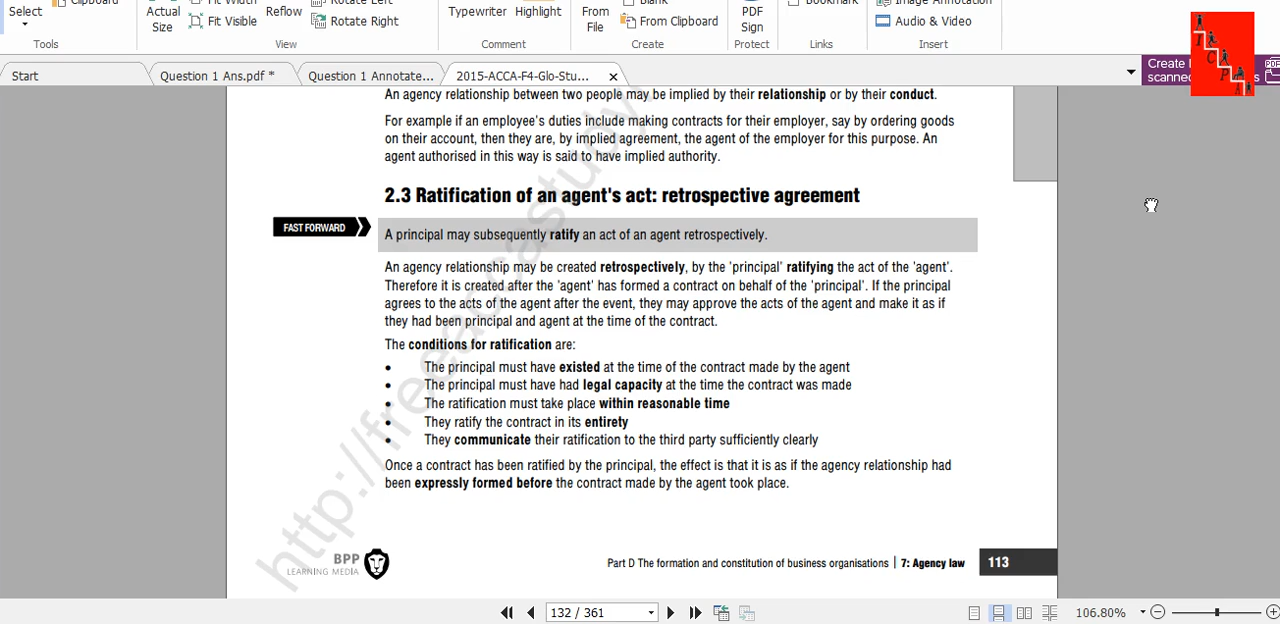 Clipboard Fit Width Rotate Left Blank Bookmark Image Annotation
Select Actual Reflow Typewriter Highlight From PDF
Size Fit Visible Rotate Right File From Clipboard Sign Audio & Video
Tools View Comment Create Protect Links Insert
I
C
P
A
Start Question 1 Ans.pdf * Question 1 Annotate... 2015-ACCA-F4-Glo-Stu... Create PDF
scanned
An agency relationship between two people may be implied by their relationship or by their conduct.
For example if an employee's duties include making contracts for their employer, say by ordering goods
on their account, then they are, by implied agreement, the agent of the employer for this purpose. An
agent authorised in this way is said to have implied authority.
2.3 Ratification of an agent's act: retrospective agreement
FAST FORWARD
A principal may subsequently ratify an act of an agent retrospectively.
An agency relationship may be created retrospectively, by the 'principal' ratifying the act of the 'agent'.
Therefore it is created after the 'agent' has formed a contract on behalf of the 'principal'. If the principal
agrees to the acts of the agent after the event, they may approve the acts of the agent and make it as if
they had been principal and agent at the time of the contract.
The conditions for ratification are:
• The principal must have existed at the time of the contract made by the agent
• The principal must have had legal capacity at the time the contract was made
• The ratification must take place within reasonable time
• They ratify the contract in its entirety
• They communicate their ratification to the third party sufficiently clearly
Once a contract has been ratified by the principal, the effect is that it is as if the agency relationship had
been expressly formed before the contract made by the agent took place.
http://freeaccastudy.
BPP
LEARNING MEDIA
Part D The formation and constitution of business organisations | 7: Agency law 113
132 / 361 106.80%